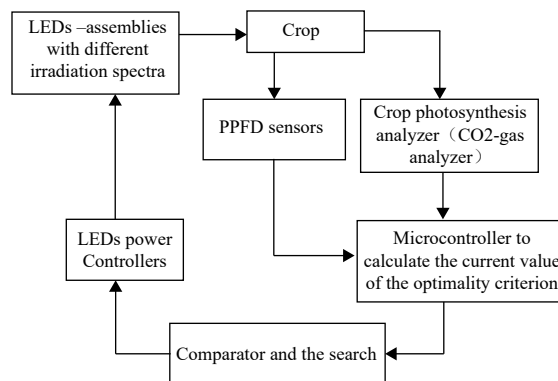 LEDs –assemblies
with different
irradiation spectra
Crop
PPFD sensors
Crop photosynthesis
analyzer（CO2-gas
analyzer）
LEDs power
Controllers
Microcontroller to
calculate the current value
of the optimality criterion
Comparator and the search